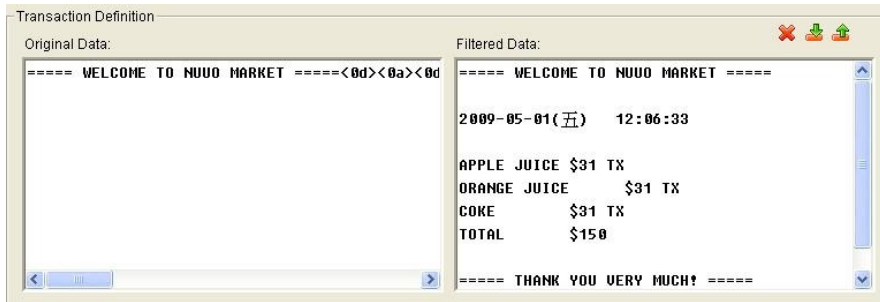 Transaction Definition
Original Data:
===== WELCOME TO NUUO MARKET =====<0d><0a><0d
Filtered Data:
===== WELCOME TO NUUO MARKET =====
2009-05-01(五) 12:06:33
APPLE JUICE $31 TX
ORANGE JUICE $31 TX
COKE $31 TX
TOTAL $150
===== THANK YOU VERY MUCH! =====